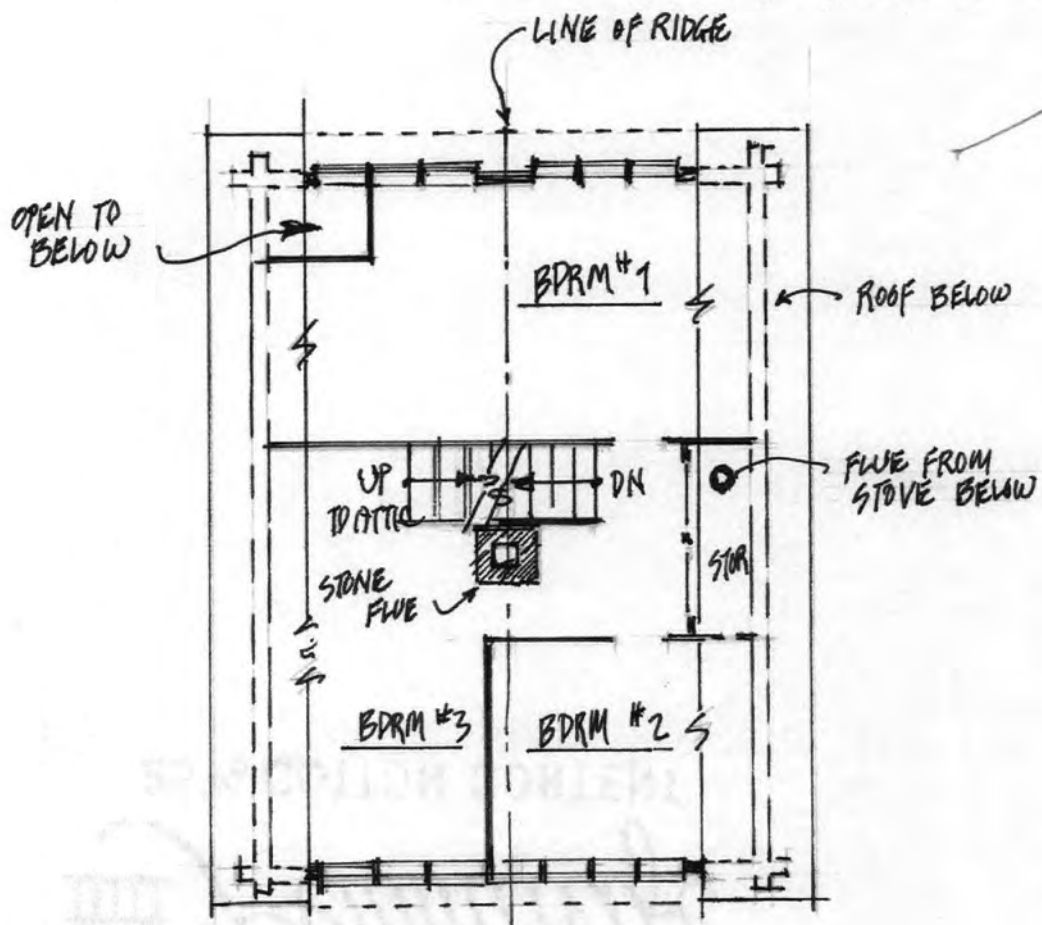 LINE OF RIDGE
OPEN TO
BELOW
BDRM #1
ROOF BELOW
UP
TO ATTIC
DN
FLUE FROM
STOVE BELOW
STOR
STONE
FLUE
BDRM #3
BDRM #2